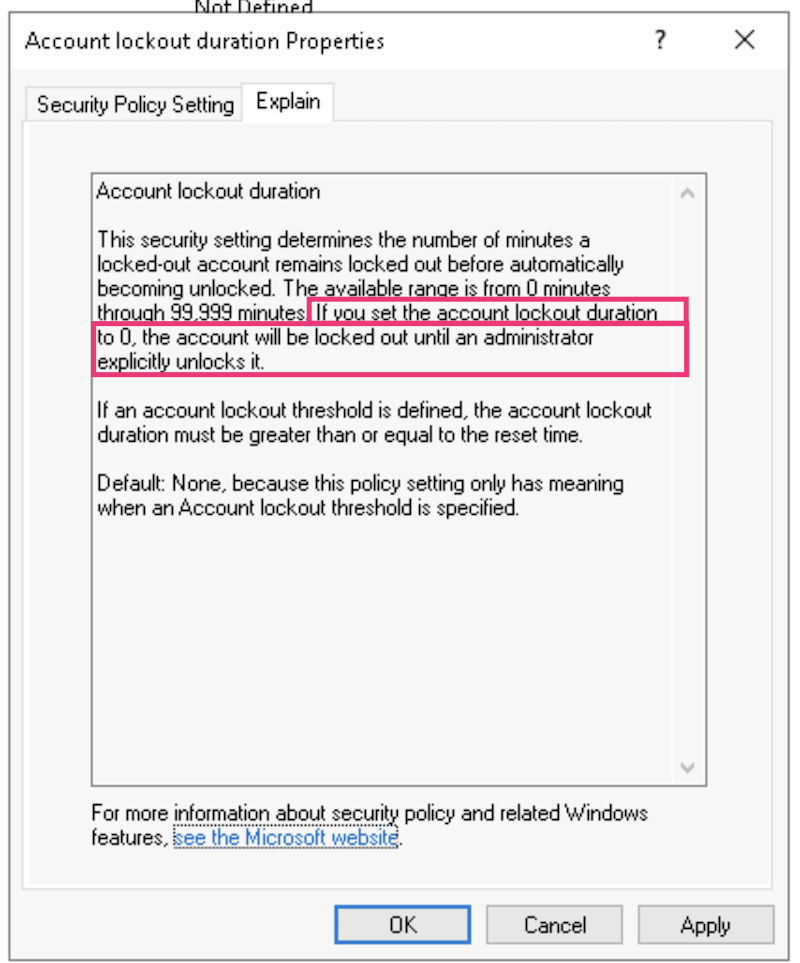 Not Defined
Account lockout duration Properties
?
Security Policy Setting
Explain
Account lockout duration
This security setting determines the number of minutes a
locked-out account remains locked out before automatically
becoming unlocked. The available range is from 0 minutes
through 99,999 minutes. If you set the account lockout duration
to 0, the account will be locked out until an administrator
explicitly unlocks it.
If an account lockout threshold is defined, the account lockout
duration must be greater than or equal to the reset time.
Default: None, because this policy setting only has meaning
when an Account lockout threshold is specified.
For more information about security policy and related Windows
features, see the Microsoft website.
OK
Cancel
Apply